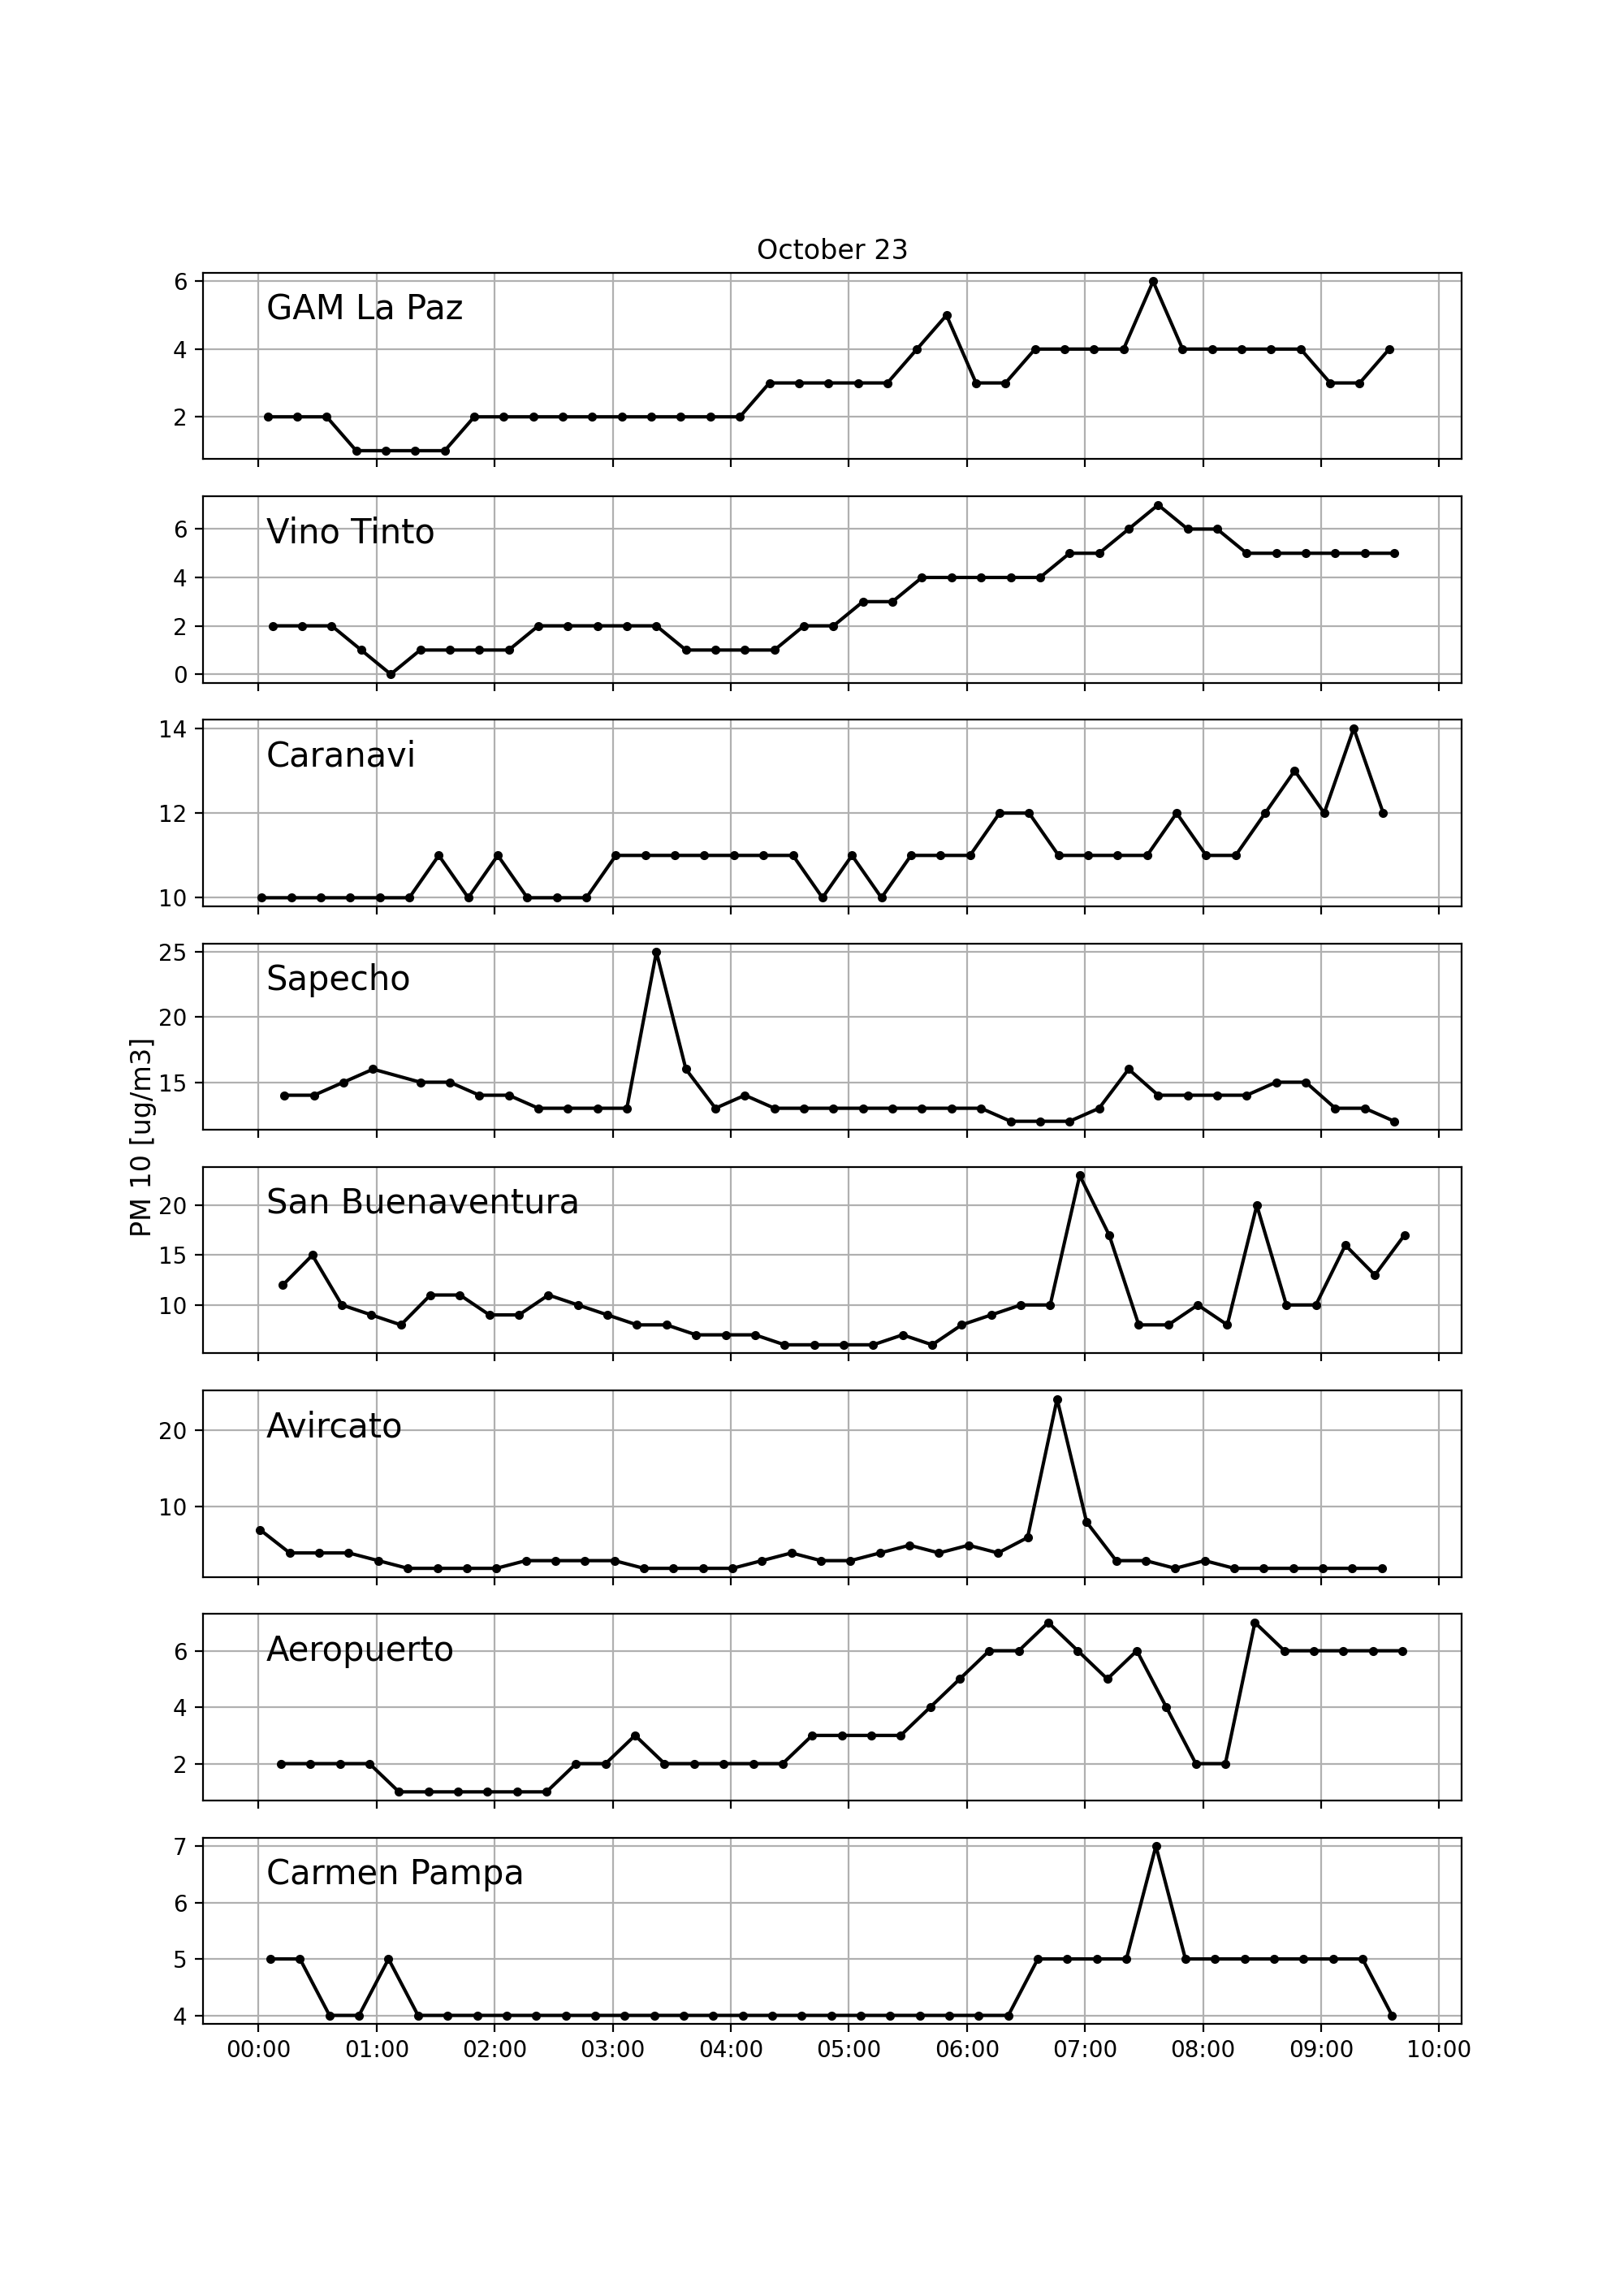 October 23
GAM La Paz
6
4
2
Vino Tinto
6
4
2
0
Caranavi
14
12
10
Sapecho
25
20
15
PM 10 [ug/m3]
San Buenaventura
20
15
10
Avircato
20
10
Aeropuerto
6
4
2
Carmen Pampa
7
6
5
4
00:00 01:00 02:00 03:00 04:00 05:00 06:00 07:00 08:00 09:00 10:00